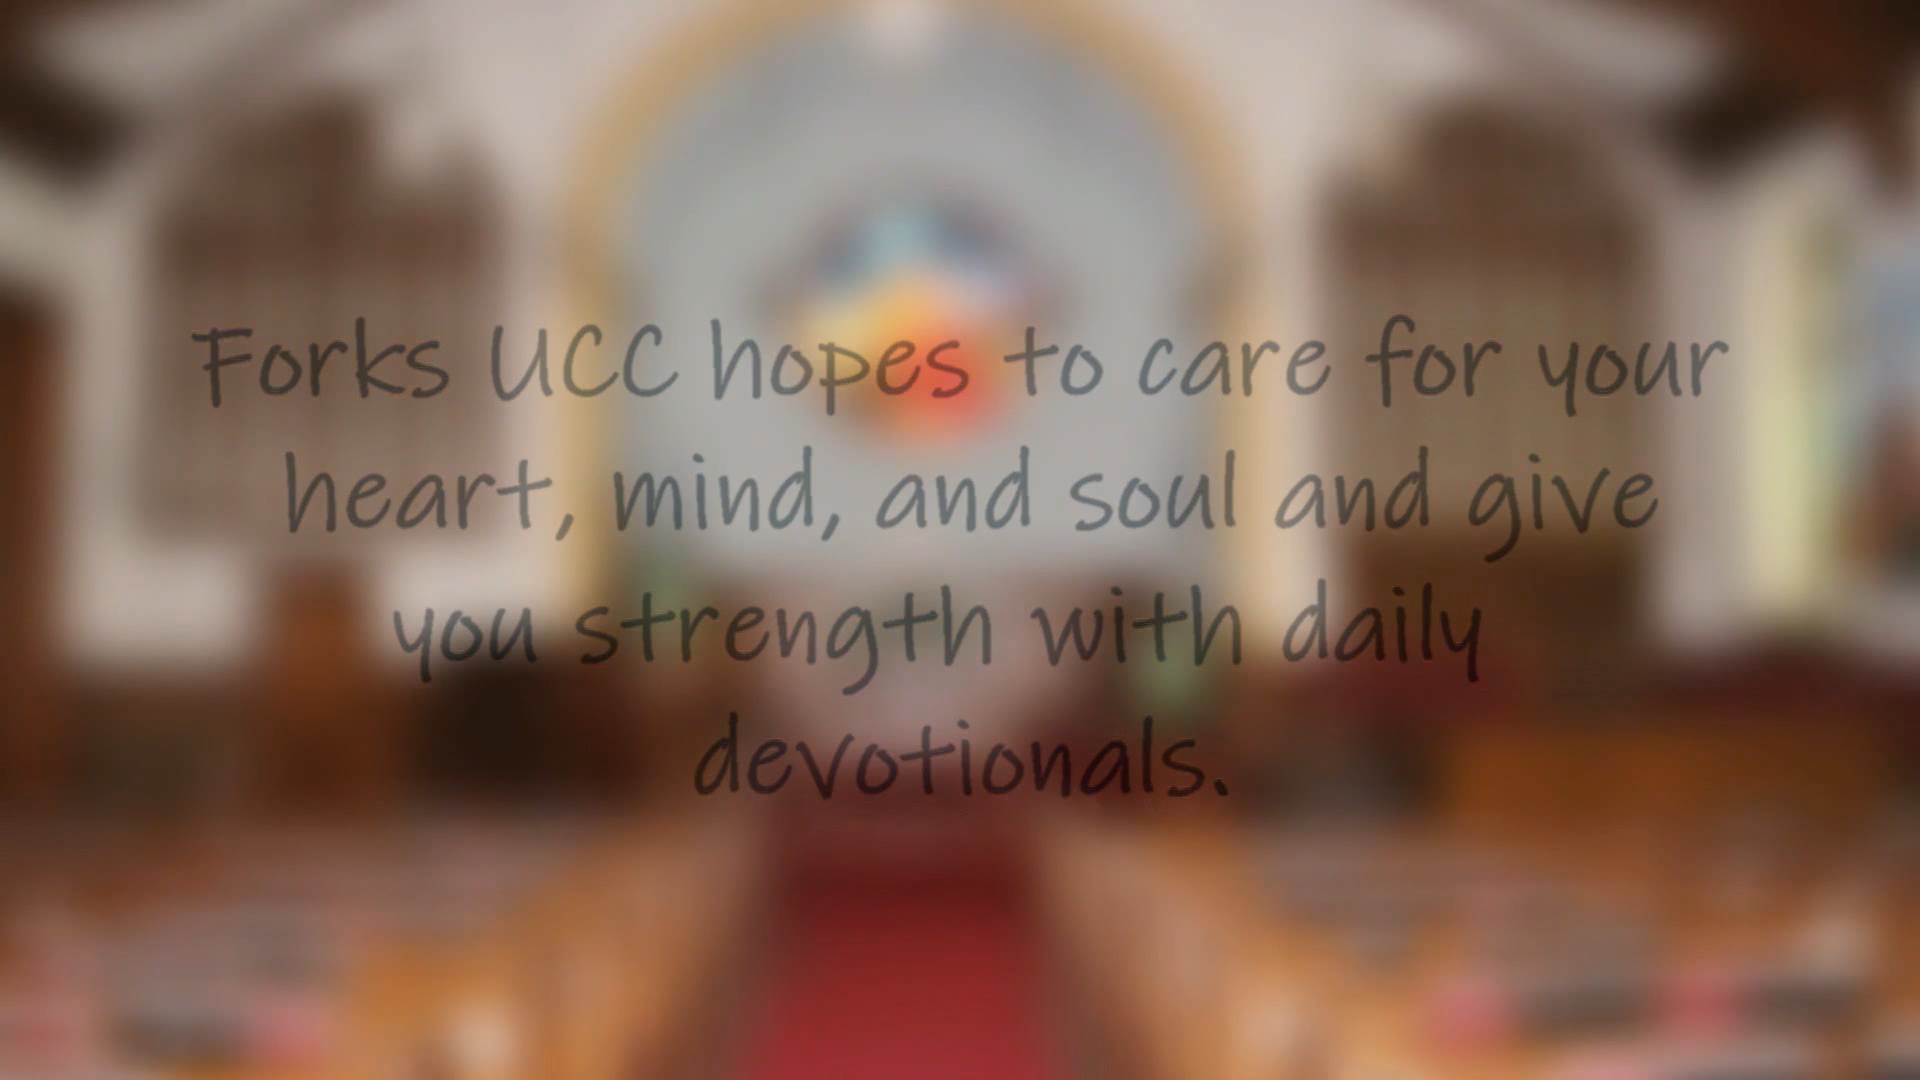 Forks UCC hopes to care for your
heart, mind, and soul and give
you strength with daily
devotionals.